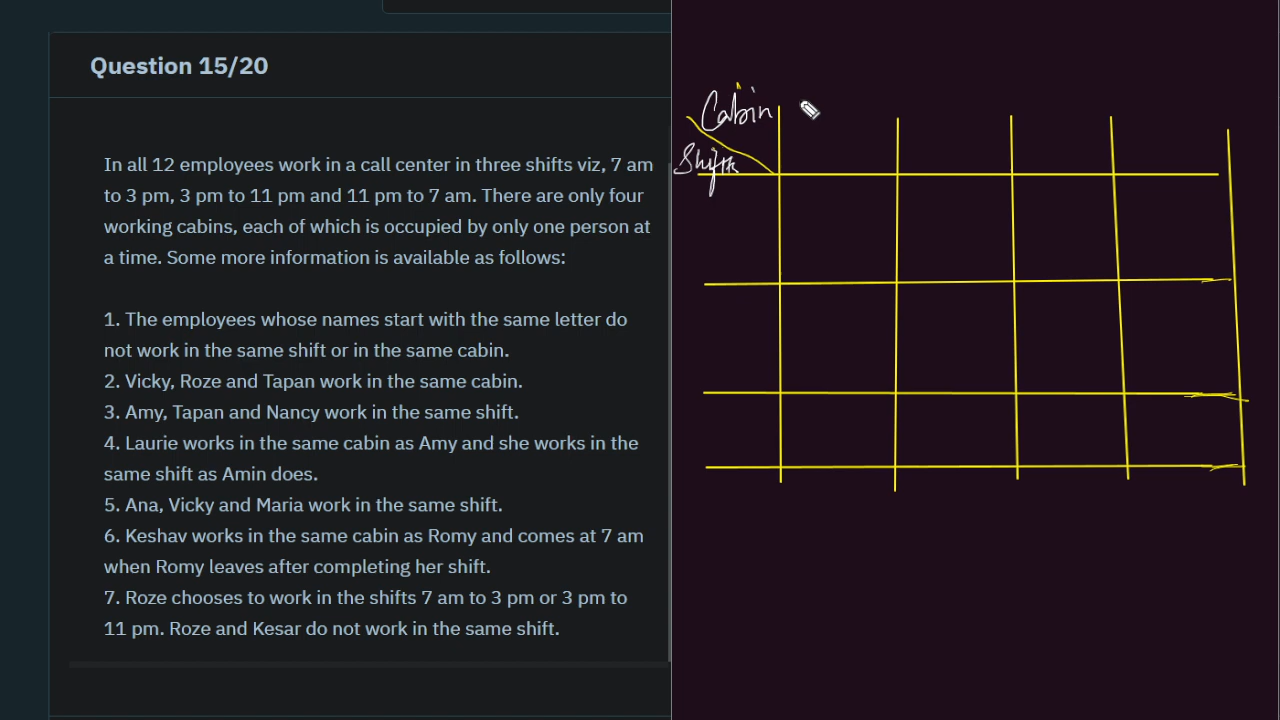 Question 15/20
In all 12 employees work in a call center in three shifts viz, 7 am
to 3 pm, 3 pm to 11 pm and 11 pm to 7 am. There are only four
working cabins, each of which is occupied by only one person at
a time. Some more information is available as follows:
1. The employees whose names start with the same letter do
not work in the same shift or in the same cabin.
2. Vicky, Roze and Tapan work in the same cabin.
3. Amy, Tapan and Nancy work in the same shift.
4. Laurie works in the same cabin as Amy and she works in the
same shift as Amin does.
5. Ana, Vicky and Maria work in the same shift.
6. Keshav works in the same cabin as Romy and comes at 7 am
when Romy leaves after completing her shift.
7. Roze chooses to work in the shifts 7 am to 3 pm or 3 pm to
11 pm. Roze and Kesar do not work in the same shift.
Cabin
Shift